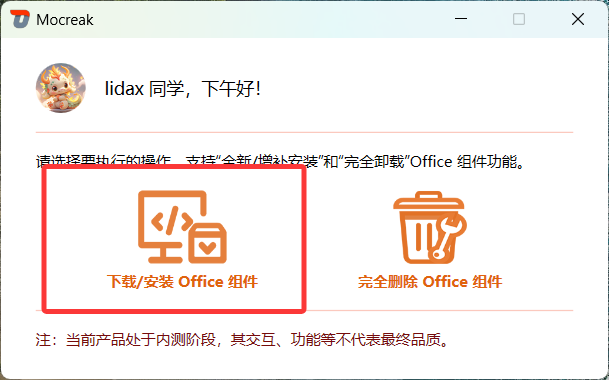 Mocreak
lidax 同学，下午好！
请选择要执行的操作，支持“全新/增补安装”和“完全卸载”Office 组件功能。
下载/安装 Office 组件
完全删除 Office 组件
注：当前产品处于内测阶段，其交互、功能等不代表最终品质。